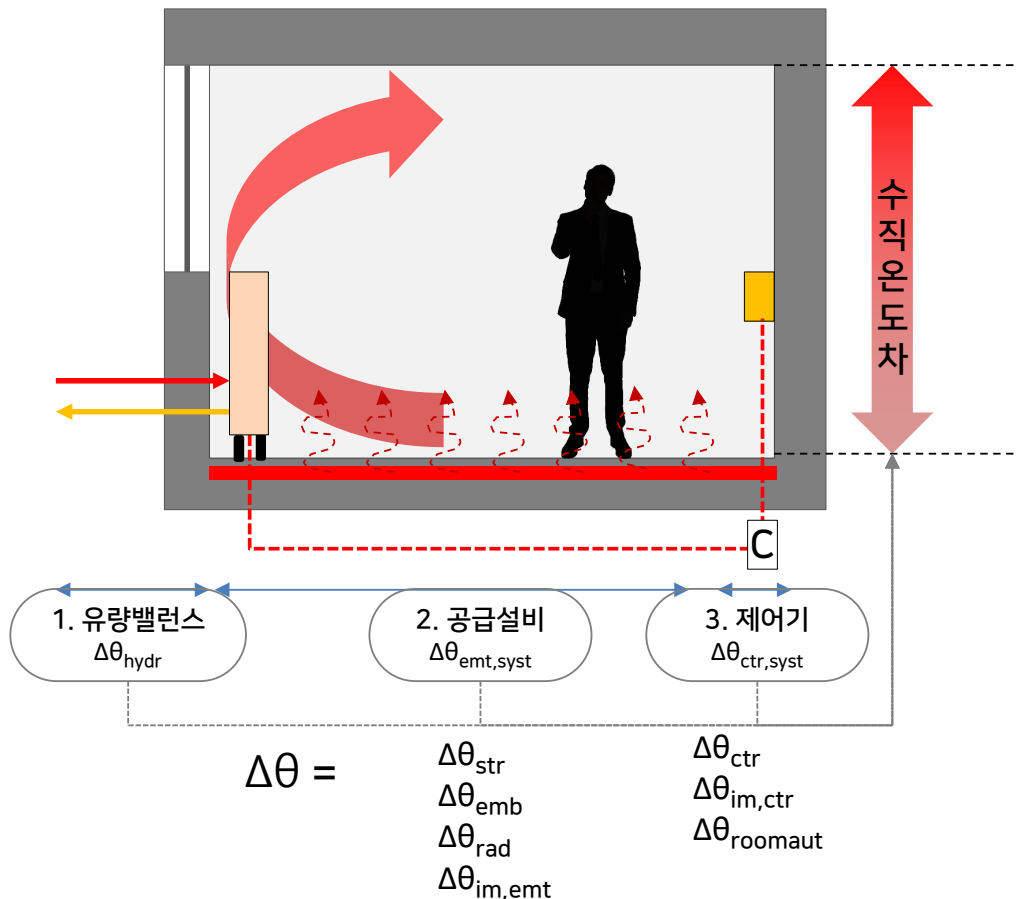 수직온도차
C
1. 유량밸런스
Δθhydr
2. 공급설비
Δθemt,syst
3. 제어기
Δθctr,syst
Δθ =
Δθstr
Δθemb
Δθrad
Δθim,emt
Δθctr
Δθim,ctr
Δθroomaut